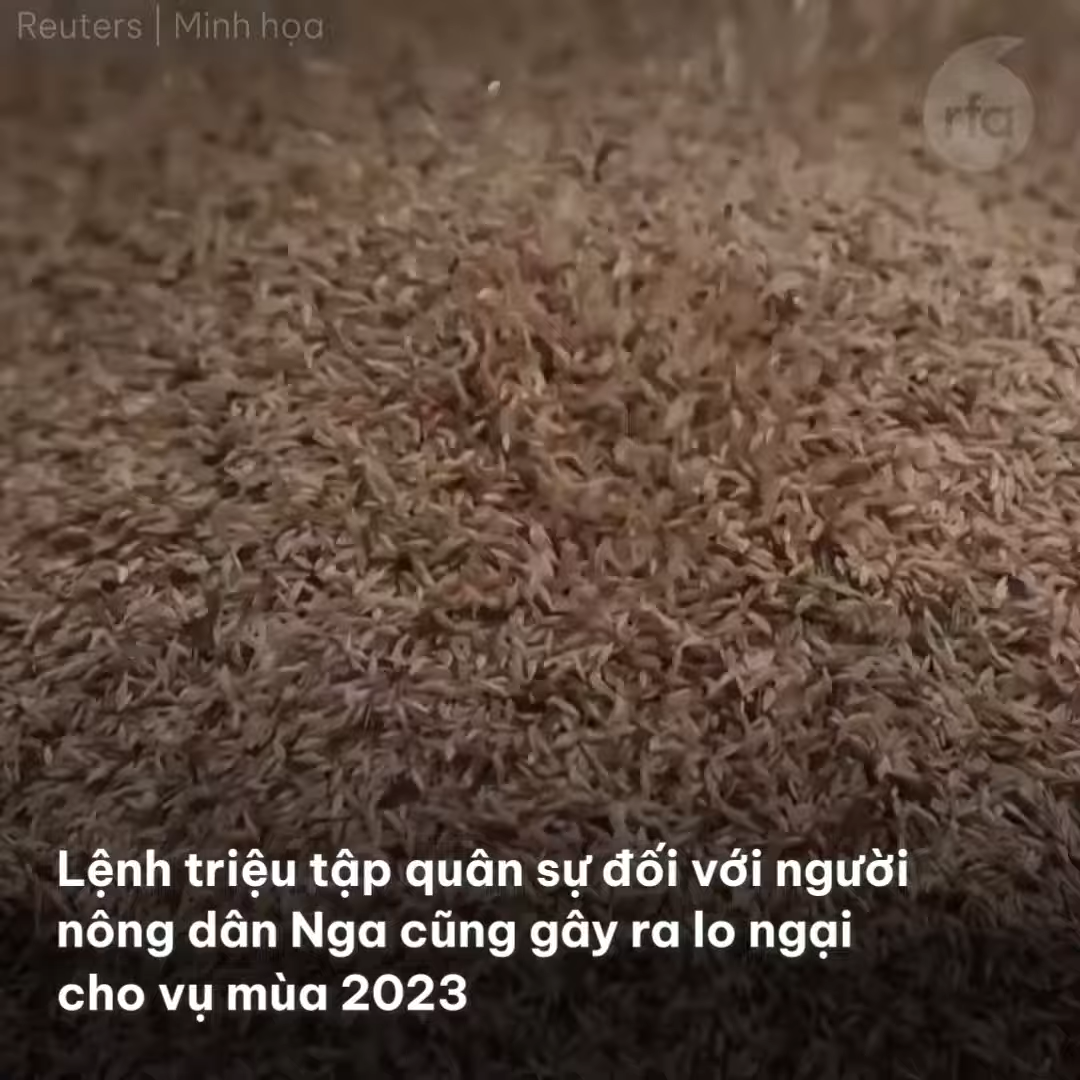 Reuters | Minh họa
rfa
Lệnh triệu tập quân sự đối với người
nông dân Nga cũng gây ra lo ngại
cho vụ mùa 2023